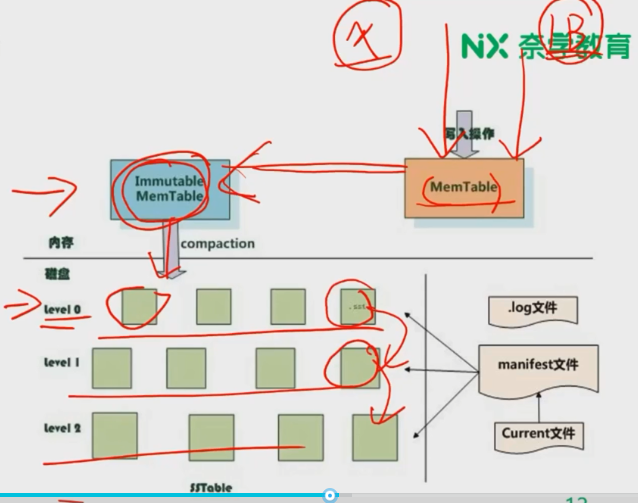 NiX 奈学教育
写入操作
Immutable
MemTable
MemTable
内存
compaction
磁盘
Level 0
.sst
.log文件
Level 1
manifest文件
Level 2
Current文件
SSTable